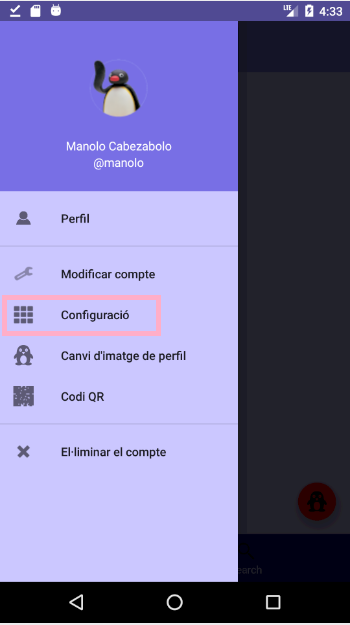 LTE 4:33
Manolo Cabezabolo
@manolo
Perfil
Modificar compte
Configuració
Canvi d'imatge de perfil
Codi QR
El·liminar el compte
earch